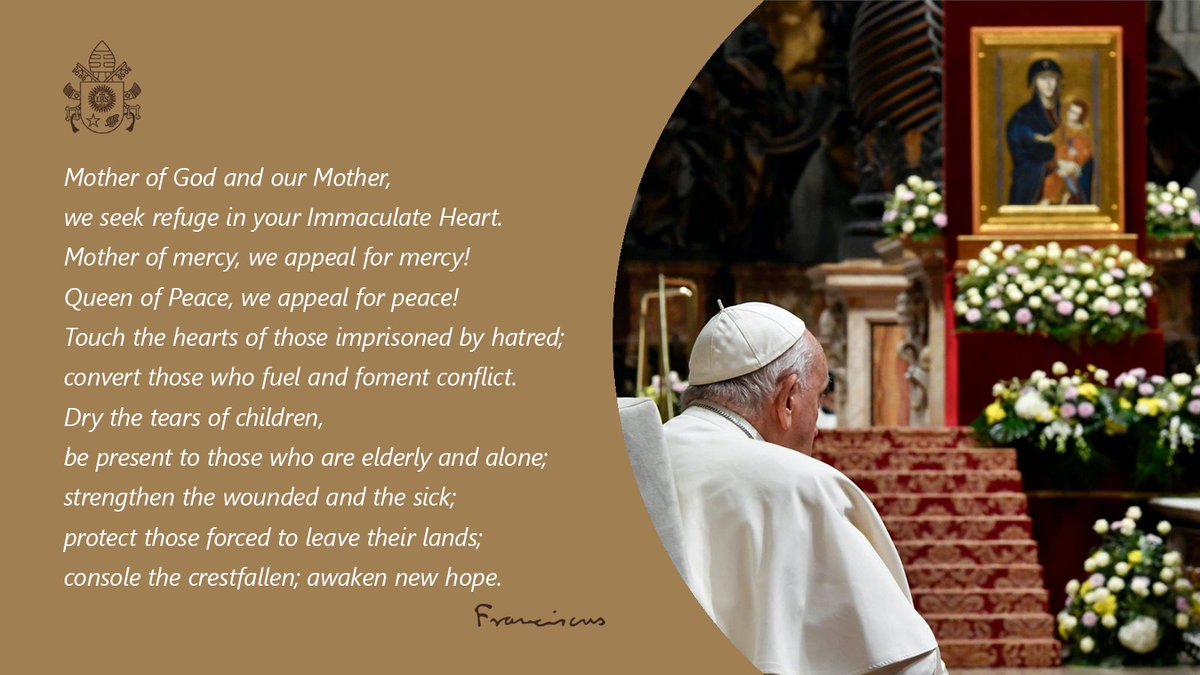 IHS
Mother of God and our Mother,
we seek refuge in your Immaculate Heart.
Mother of mercy, we appeal for mercy!
Queen of Peace, we appeal for peace!
Touch the hearts of those imprisoned by hatred;
convert those who fuel and foment conflict.
Dry the tears of children,
be present to those who are elderly and alone;
strengthen the wounded and the sick;
protect those forced to leave their lands;
console the crestfallen; awaken new hope.
Franciscus